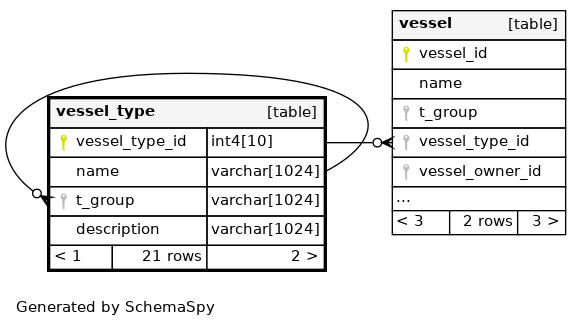 vessel [table]
vessel_id
name
t_group
vessel_type_id
vessel_owner_id
...
< 3 2 rows 3 >
vessel_type [table]
vessel_type_id int4[10]
name varchar[1024]
t_group varchar[1024]
description varchar[1024]
< 1 21 rows 2 >
Generated by SchemaSpy